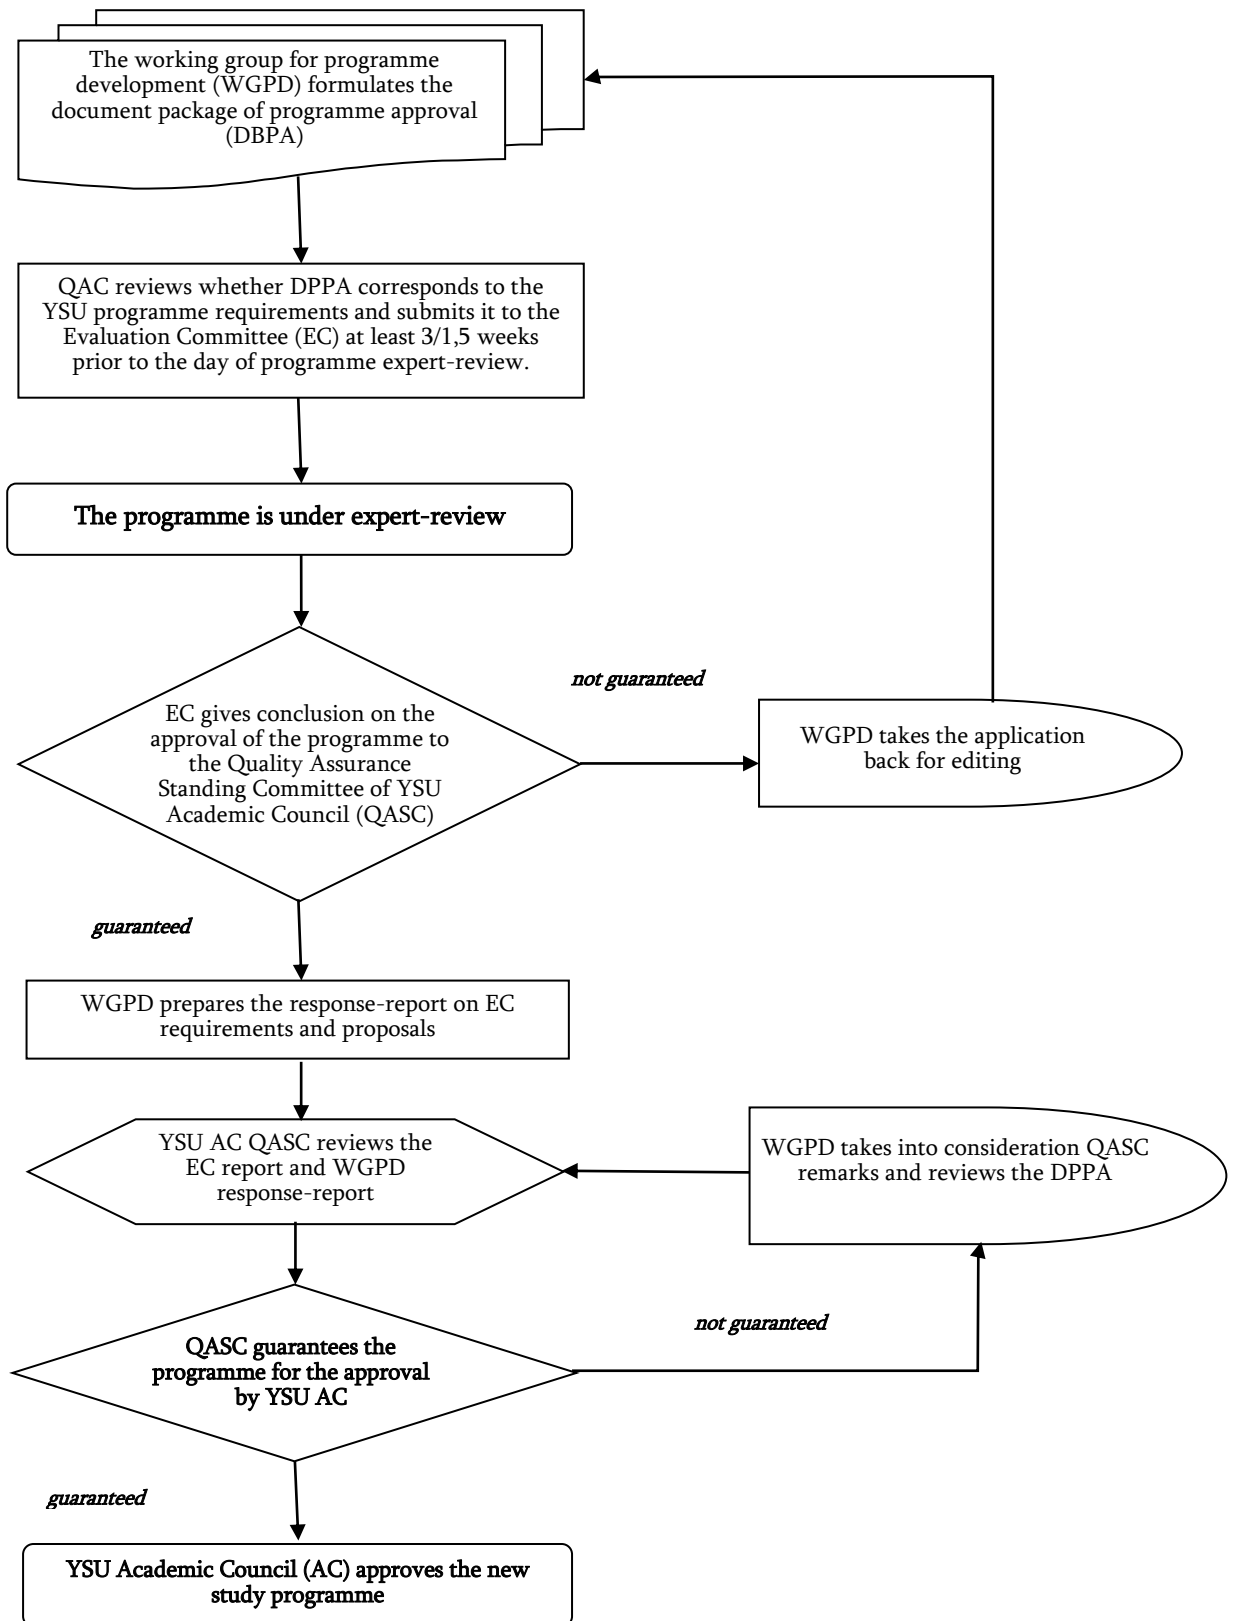 The working group for programme
development (WGPD) formulates the
document package of programme approval
(DBPA)
QAC reviews whether DPPA corresponds to the
YSU programme requirements and submits it to the
Evaluation Committee (EC) at least 3/1,5 weeks
prior to the day of programme expert-review.
The programme is under expert-review
not guaranteed
EC gives conclusion on the
approval of the programme to
the Quality Assurance
Standing Committee of YSU
Academic Council (QASC)
WGPD takes the application
back for editing
guaranteed
WGPD prepares the response-report on EC
requirements and proposals
YSU AC QASC reviews the
EC report and WGPD
response-report
WGPD takes into consideration QASC
remarks and reviews the DPPA
not guaranteed
QASC guarantees the
programme for the approval
by YSU AC
guaranteed
YSU Academic Council (AC) approves the new
study programme